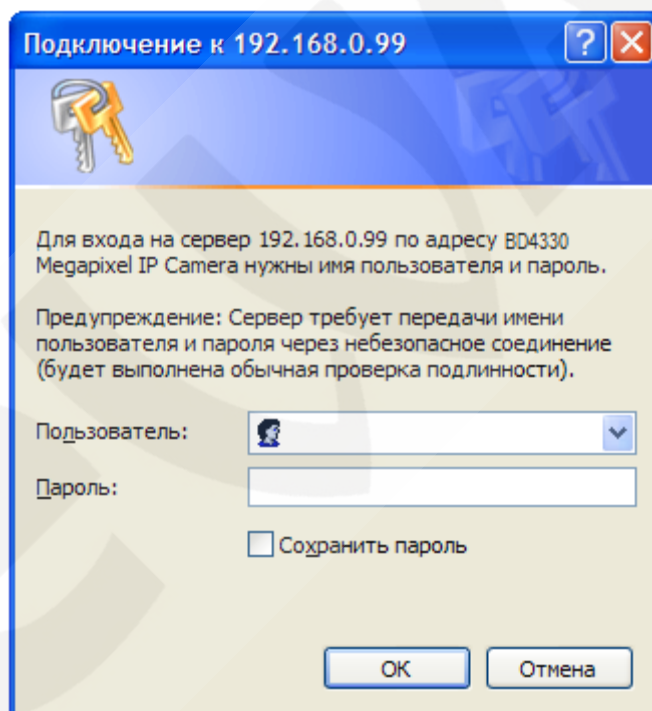 Подключение к 192.168.0.99
Для входа на сервер 192.168.0.99 по адресу BD4330
Megapixel IP Camera нужны имя пользователя и пароль.
Предупреждение: Сервер требует передачи имени
пользователя и пароля через небезопасное соединение
(будет выполнена обычная проверка подлинности).
Пользователь:
Пароль:
Сохранить пароль
ОК
Отмена